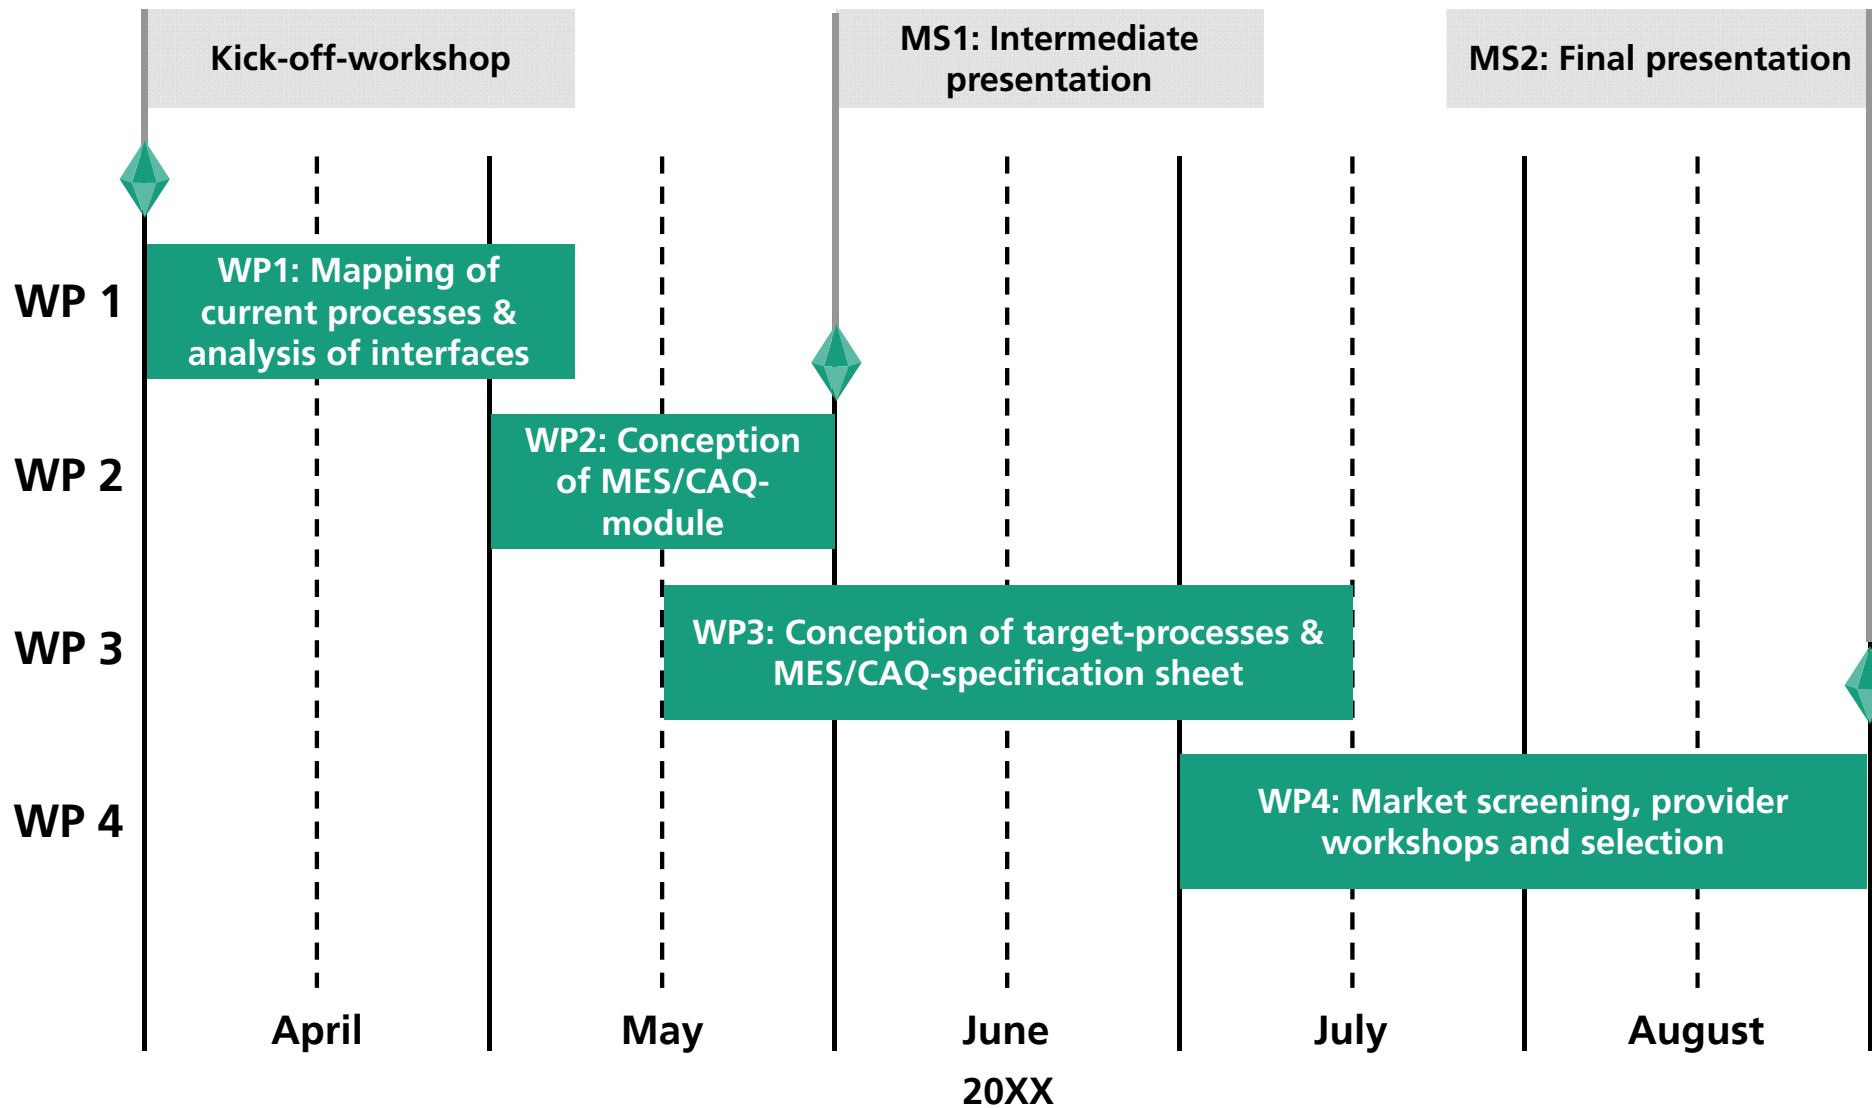 Kick-off-workshop
MS1: Intermediate
presentation
MS2: Final presentation
WP 1
WP1: Mapping of
current processes &
analysis of interfaces
WP 2
WP2: Conception
of MES/CAQ-
module
WP 3
WP3: Conception of target-processes &
MES/CAQ-specification sheet
WP 4
WP4: Market screening, provider
workshops and selection
April
May
June
July
August
20XX